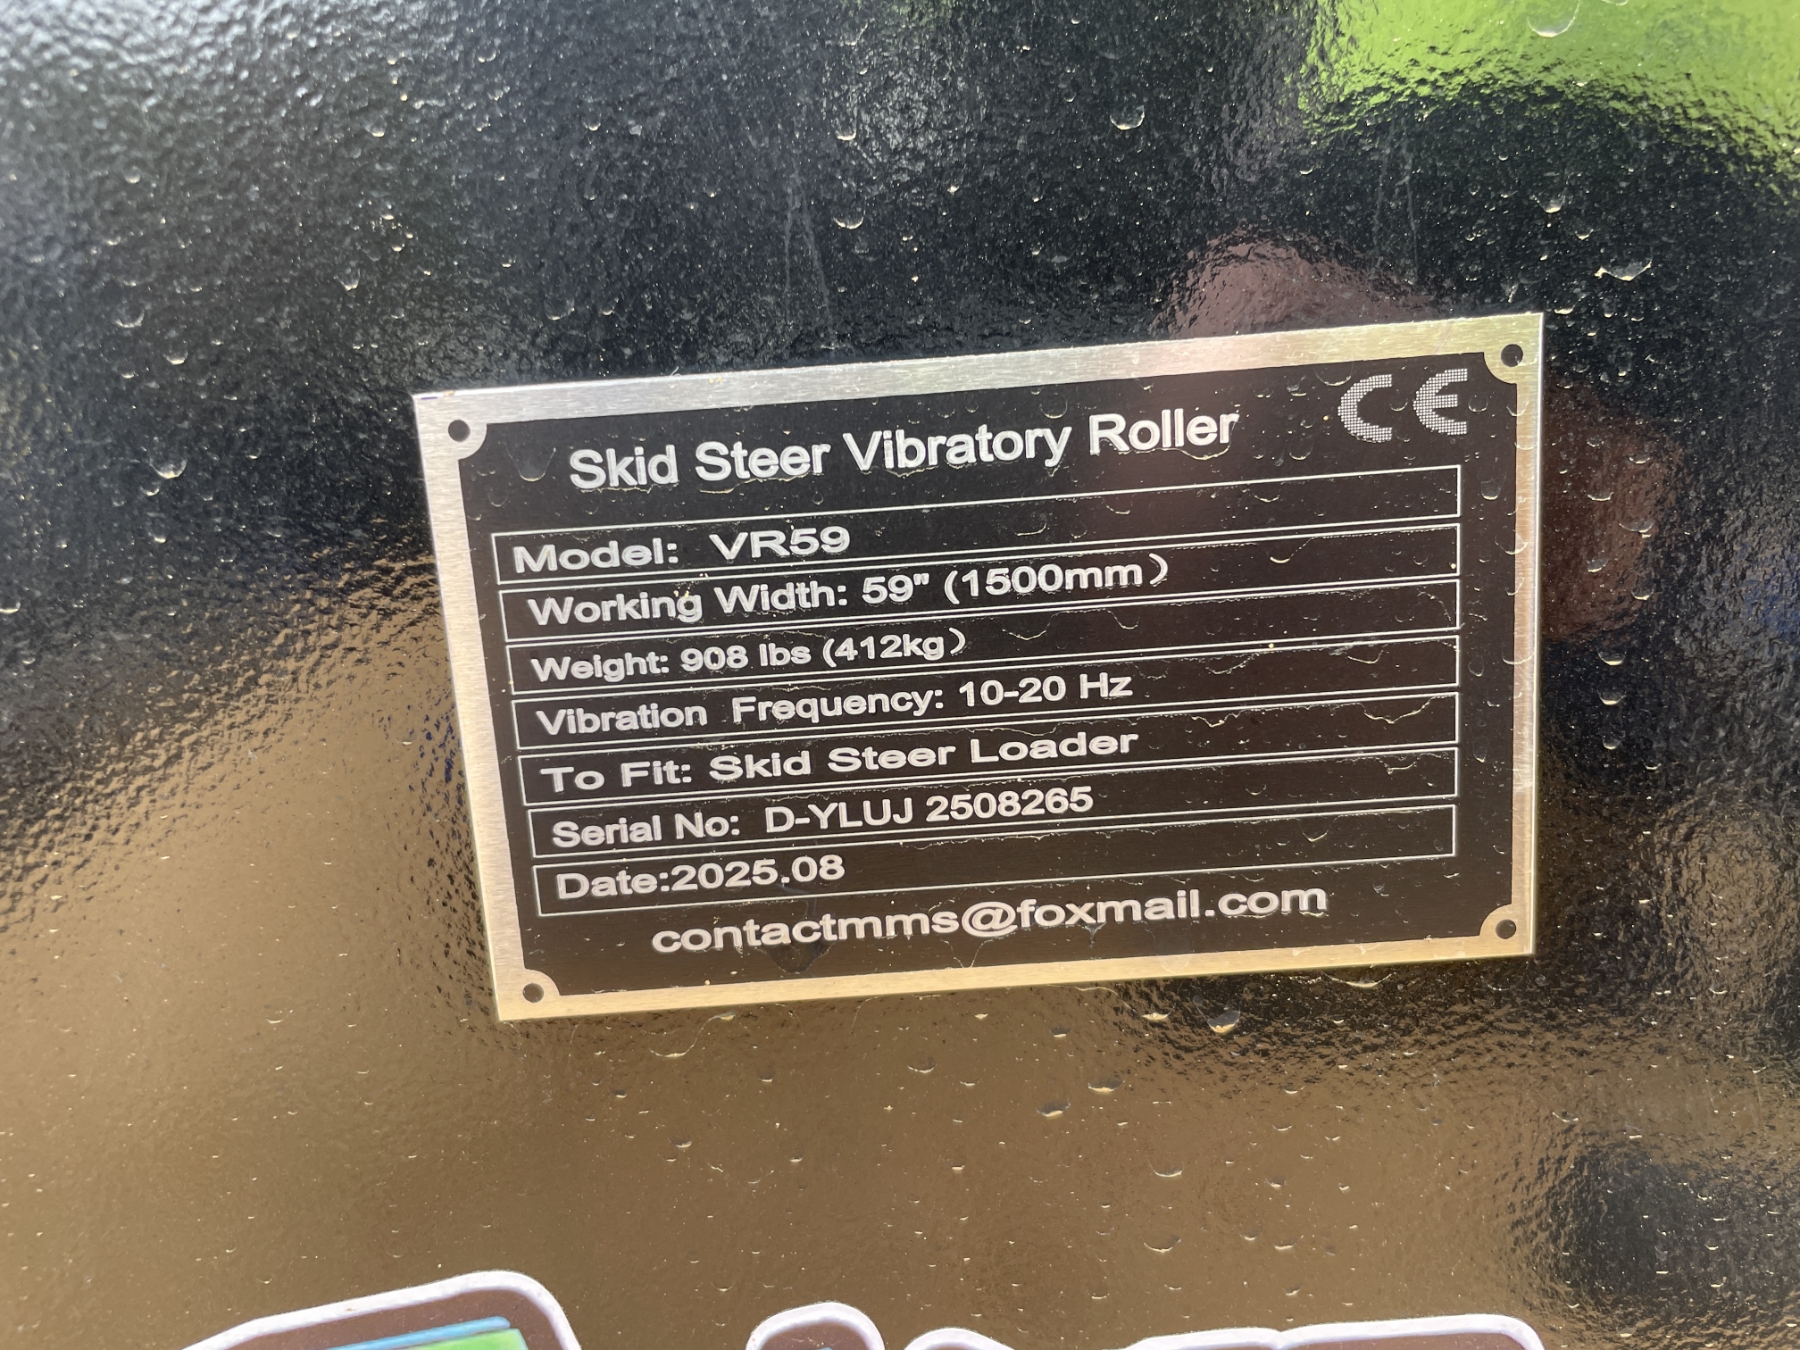 CE
Skid Steer Vibratory Roller
Model: VR59
Working Width: 59" (1500mm)
Weight: 908 lbs (412kg)
Vibration Frequency: 10-20 Hz
To Fit: Skid Steer Loader
Serial No: D-YLUJ 2508265
Date:2025.08
contactmms@foxmail.com